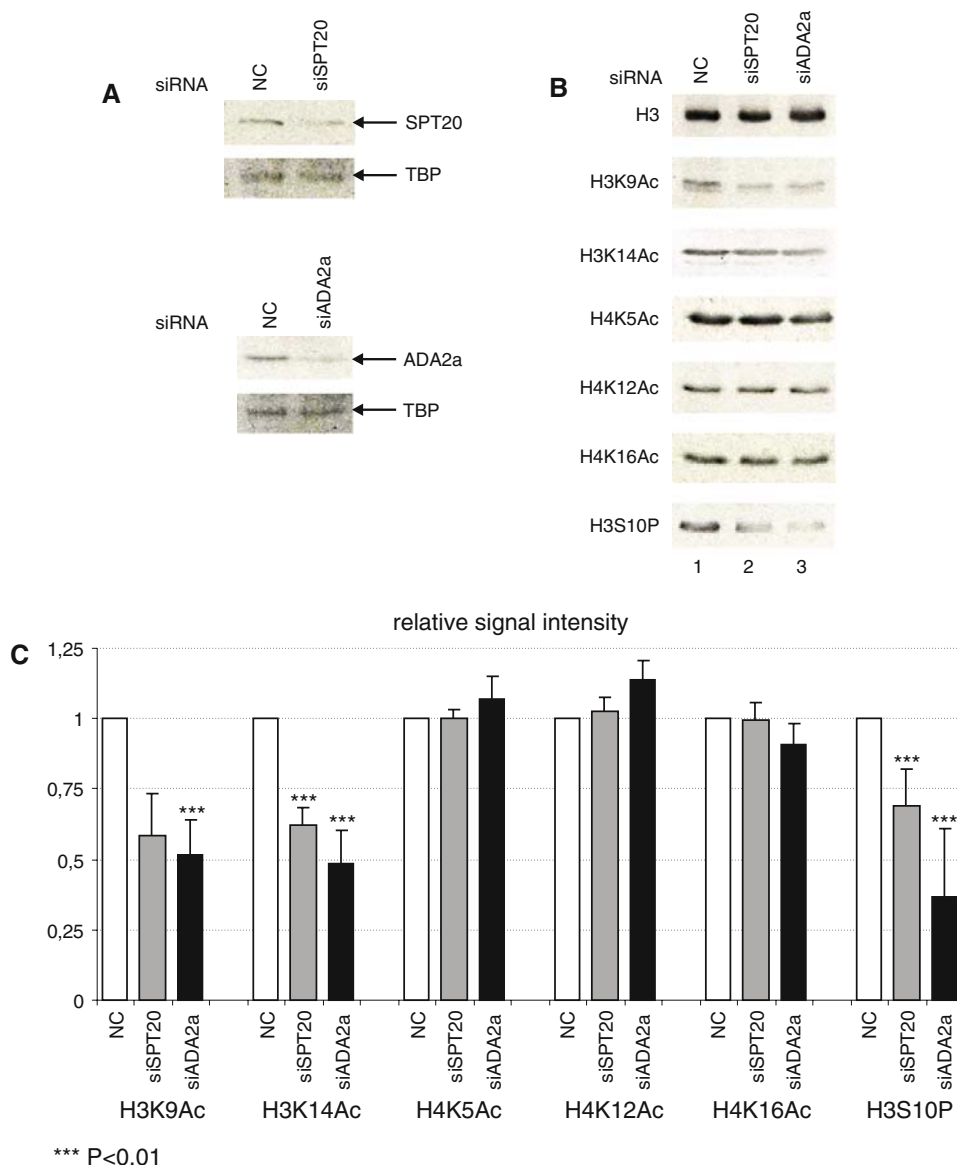 A
siRNA
NC
siSPT20
SPT20
TBP
siRNA
NC
siADA2a
ADA2a
TBP
B
siRNA
NC
siSPT20
siADA2a
H3
H3K9Ac
H3K14Ac
H4K5Ac
H4K12Ac
H4K16Ac
H3S10P
1 2 3
C
relative signal intensity
1,25
1
0,75
0,5
0,25
0
***
***
***
***
***
NC siSPT20 siADA2a
NC siSPT20 siADA2a
NC siSPT20 siADA2a
NC siSPT20 siADA2a
NC siSPT20 siADA2a
NC siSPT20 siADA2a
H3K9Ac H3K14Ac H4K5Ac H4K12Ac H4K16Ac H3S10P
*** P<0.01